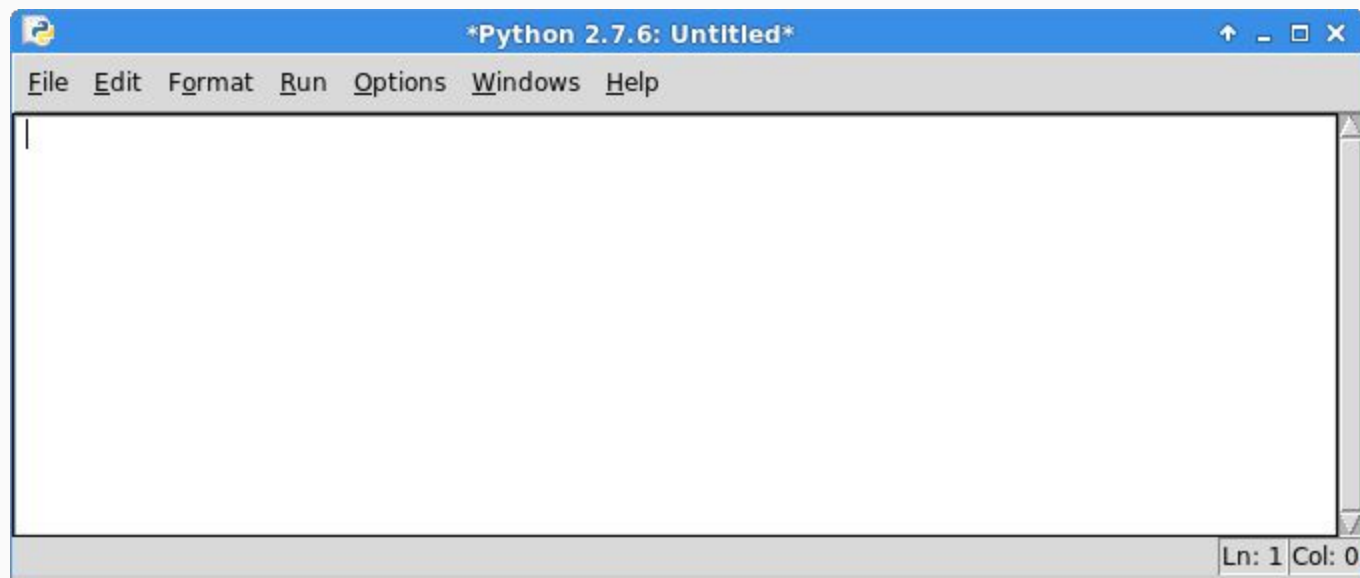 *Python 2.7.6: Untitled*
File Edit Format Run Options Windows Help
Ln: 1 Col: 0